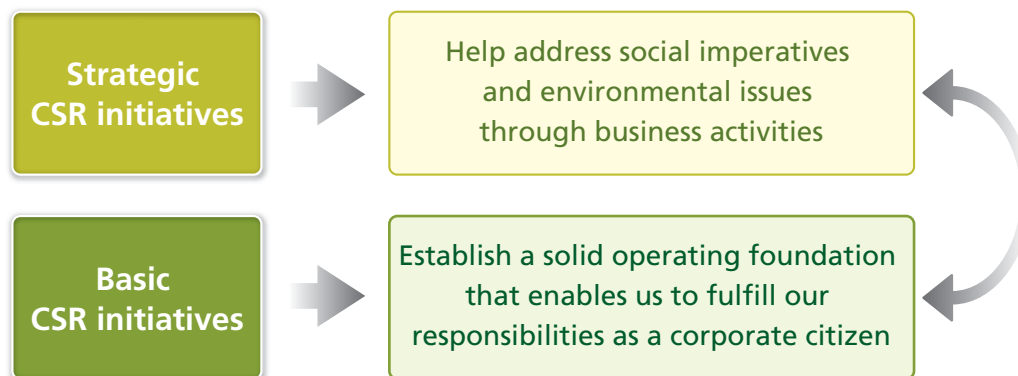 Strategic
CSR initiatives
Help address social imperatives
and environmental issues
through business activities
Basic
CSR initiatives
Establish a solid operating foundation
that enables us to fulfill our
responsibilities as a corporate citizen